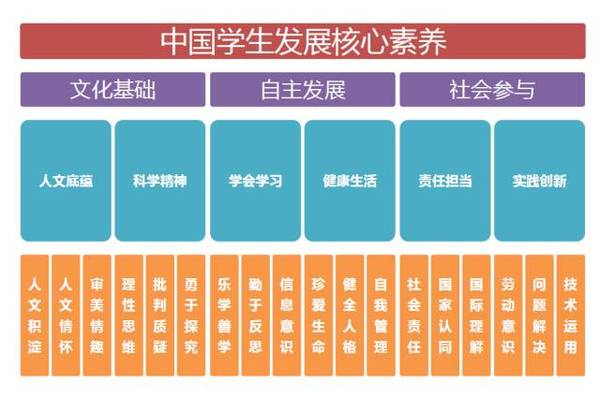 中国学生发展核心素养
文化基础
自主发展
社会参与
人文底蕴
科学精神
学会学习
健康生活
责任担当
实践创新
人文积淀
人文情怀
审美情趣
理性思维
批判质疑
勇于探究
乐学善学
勤于反思
信息意识
珍爱生命
健全人格
自我管理
社会责任
国家认同
国际理解
劳动意识
问题解决
技术运用